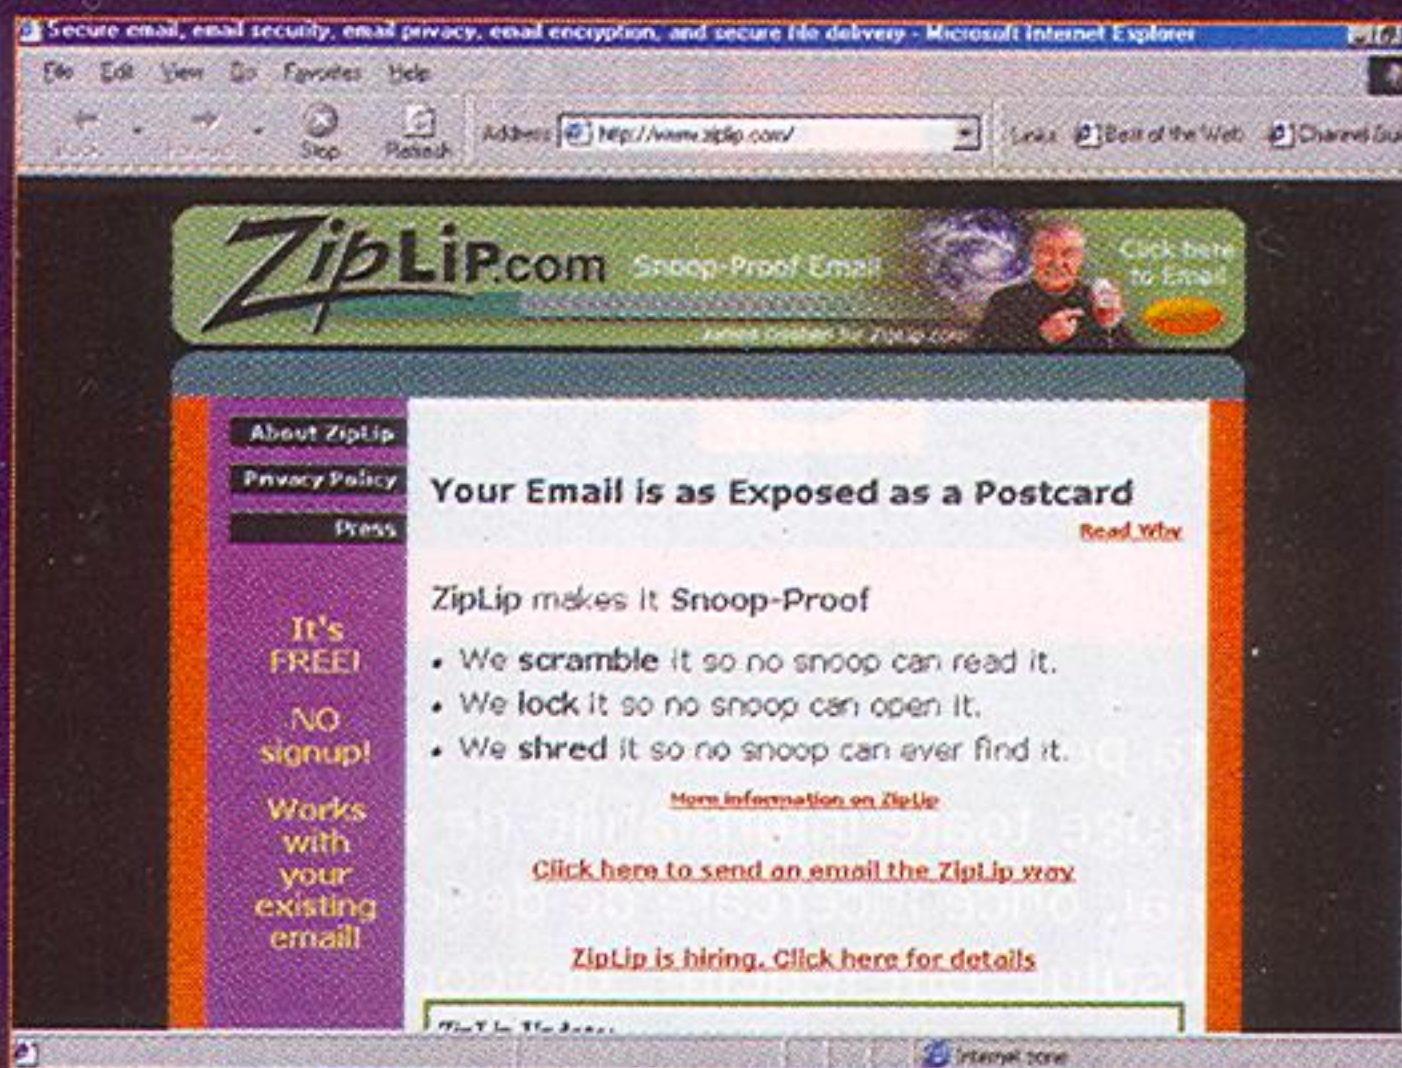 Secure email, email security, email privacy, email encryption, and secure file delivery - Microsoft Internet Explorer
File Edit View Go Favorites Help
Stop Refresh Address http://www.ziplip.com/ Links Best of the Web Channel Gu
ZipLiP.com Snoop-Proof Email Click here
to Email
About ZipLip
Privacy Policy
Press
Your Email is as Exposed as a Postcard
Read Why
ZipLip makes it Snoop-Proof
• We scramble it so no snoop can read it.
• We lock it so no snoop can open it.
• We shred it so no snoop can ever find it.
It's
FREE!
NO
signup!
Works
with
your
existing
email!
More information on ZipLip
Click here to send an email the ZipLip way
ZipLip is hiring. Click here for details
ZipLip Update:
Internet zone